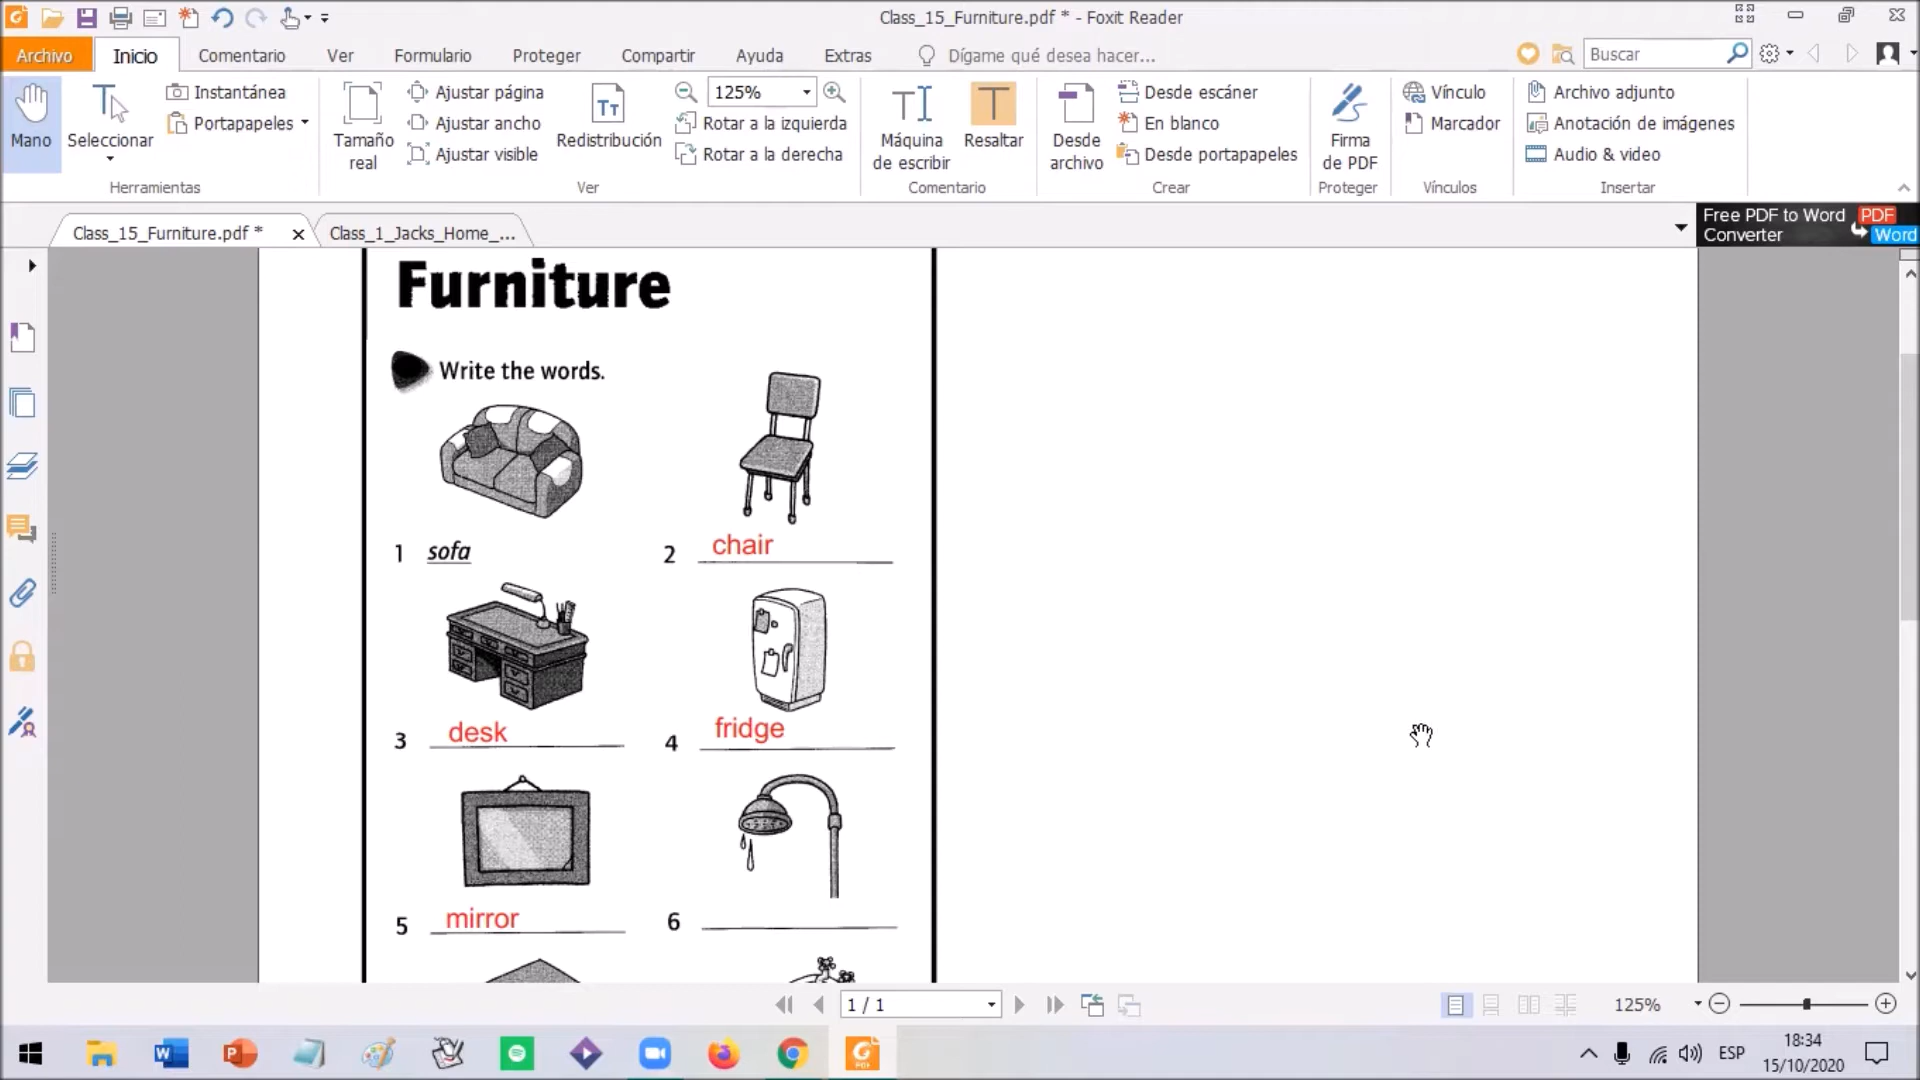 Class_15_Furniture.pdf * - Foxit Reader
Archivo
Inicio
Comentario
Ver
Formulario
Proteger
Compartir
Ayuda
Extras
Dígame qué desea hacer...
Buscar
Mano
Seleccionar
Instantánea
Portapapeles
Herramientas
Tamaño
real
Ajustar página
Ajustar ancho
Ajustar visible
Redistribución
125%
Rotar a la izquierda
Rotar a la derecha
Ver
Máquina
de escribir
Resaltar
Comentario
Desde
archivo
Desde escáner
En blanco
Desde portapapeles
Crear
Firma
de PDF
Proteger
Vínculo
Marcador
Vínculos
Archivo adjunto
Anotación de imágenes
Audio & video
Insertar
Class_15_Furniture.pdf *
Class_1_Jacks_Home_...
Free PDF to Word
Converter
PDF
Word
Furniture
Write the words.
1 sofa
2 chair
3 desk
4 fridge
5 mirror
6
1 / 1
125%
ESP
18:34
15/10/2020